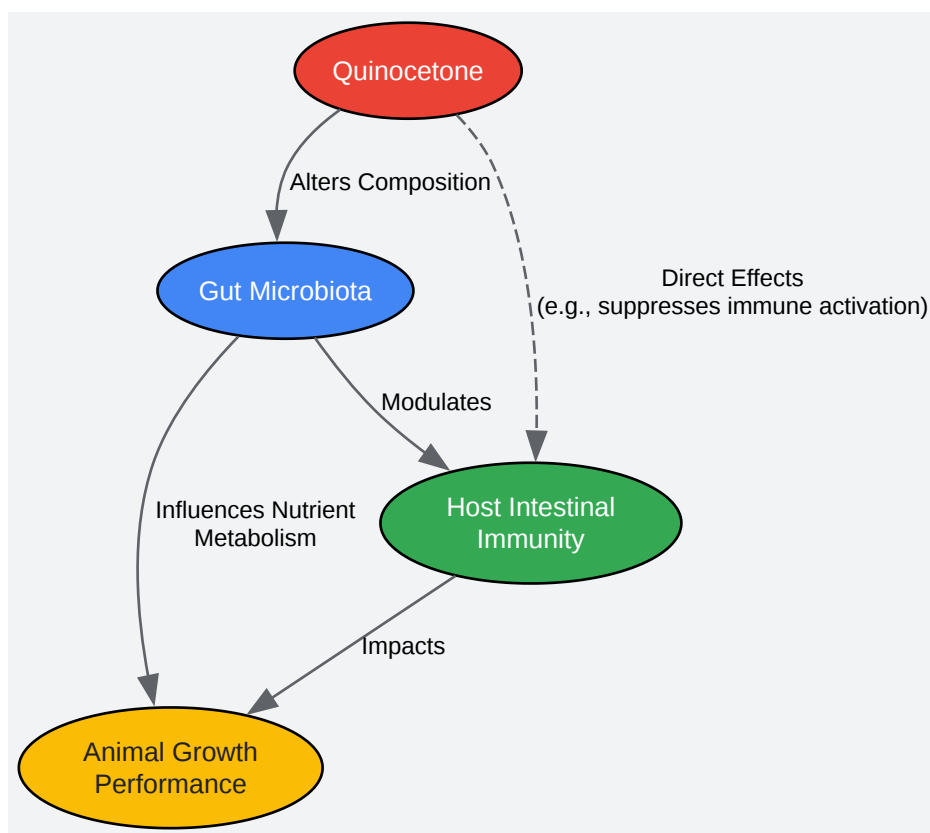 Quinocetone
Alters Composition
Direct Effects
(e.g., suppresses immune activation)
Gut Microbiota
Modulates
Influences Nutrient
Metabolism
Host Intestinal
Immunity
Impacts
Animal Growth
Performance